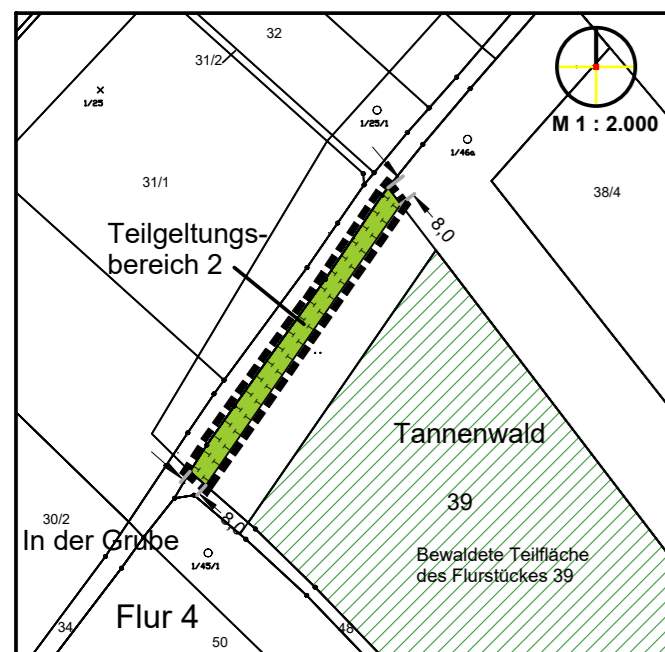 32
31/2
1/25
1/25/1
M 1 : 2.000
1/46a
31/1
38/4
8,0
Teilgeltungs-
bereich 2
Tannenwald
39
30/2
In der Grube
8,0
1/45/1
Bewaldete Teilfläche
des Flurstückes 39
Flur 4
34
50
48